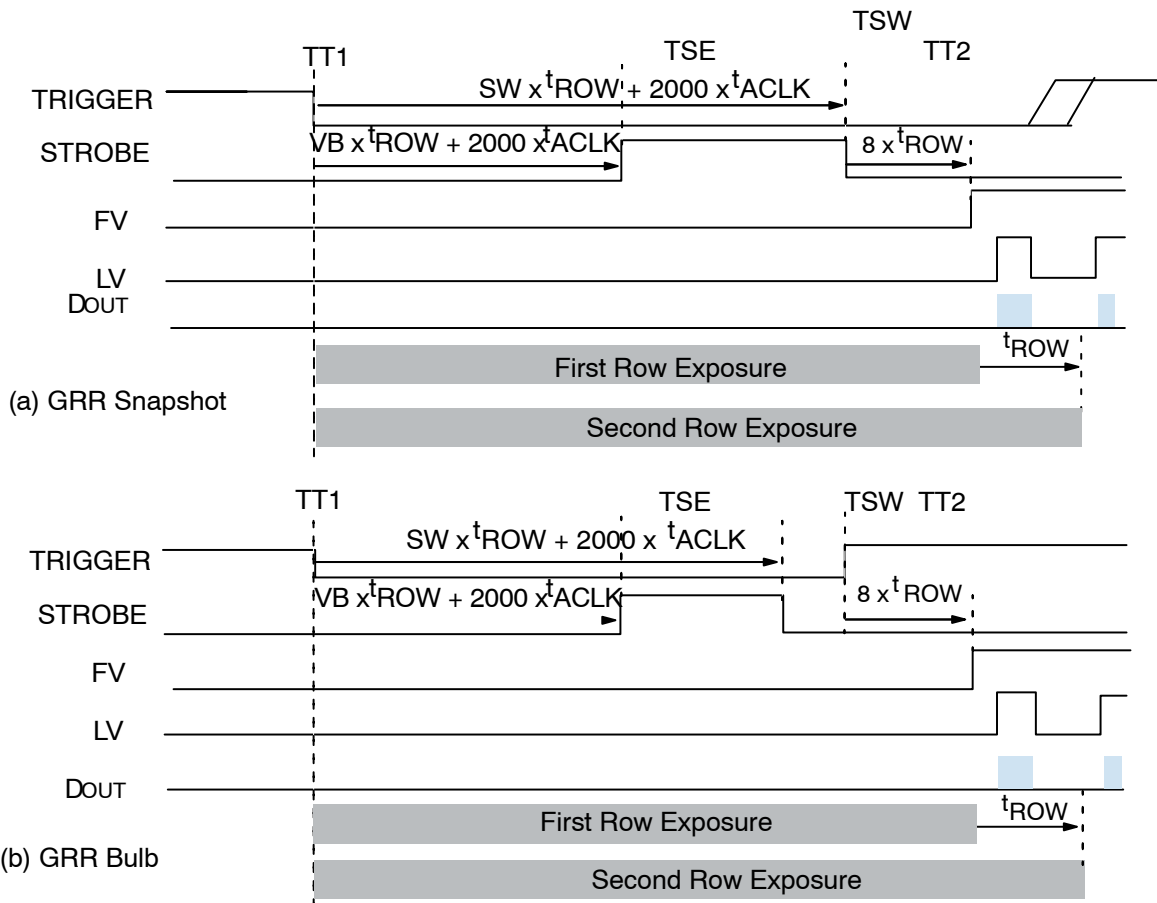 TSW
TT1 TSE TT2
SW x tROW + 2000 x tACLK
TRIGGER
VB x tROW + 2000 x tACLK
8 x tROW
STROBE
FV
LV
DOUT
tROW
First Row Exposure
(a) GRR Snapshot
Second Row Exposure
TT1 TSE TSW TT2
SW x tROW + 2000 x tACLK
TRIGGER
VB x tROW + 2000 x tACLK
8 x tROW
STROBE
FV
LV
DOUT
tROW
First Row Exposure
(b) GRR Bulb
Second Row Exposure